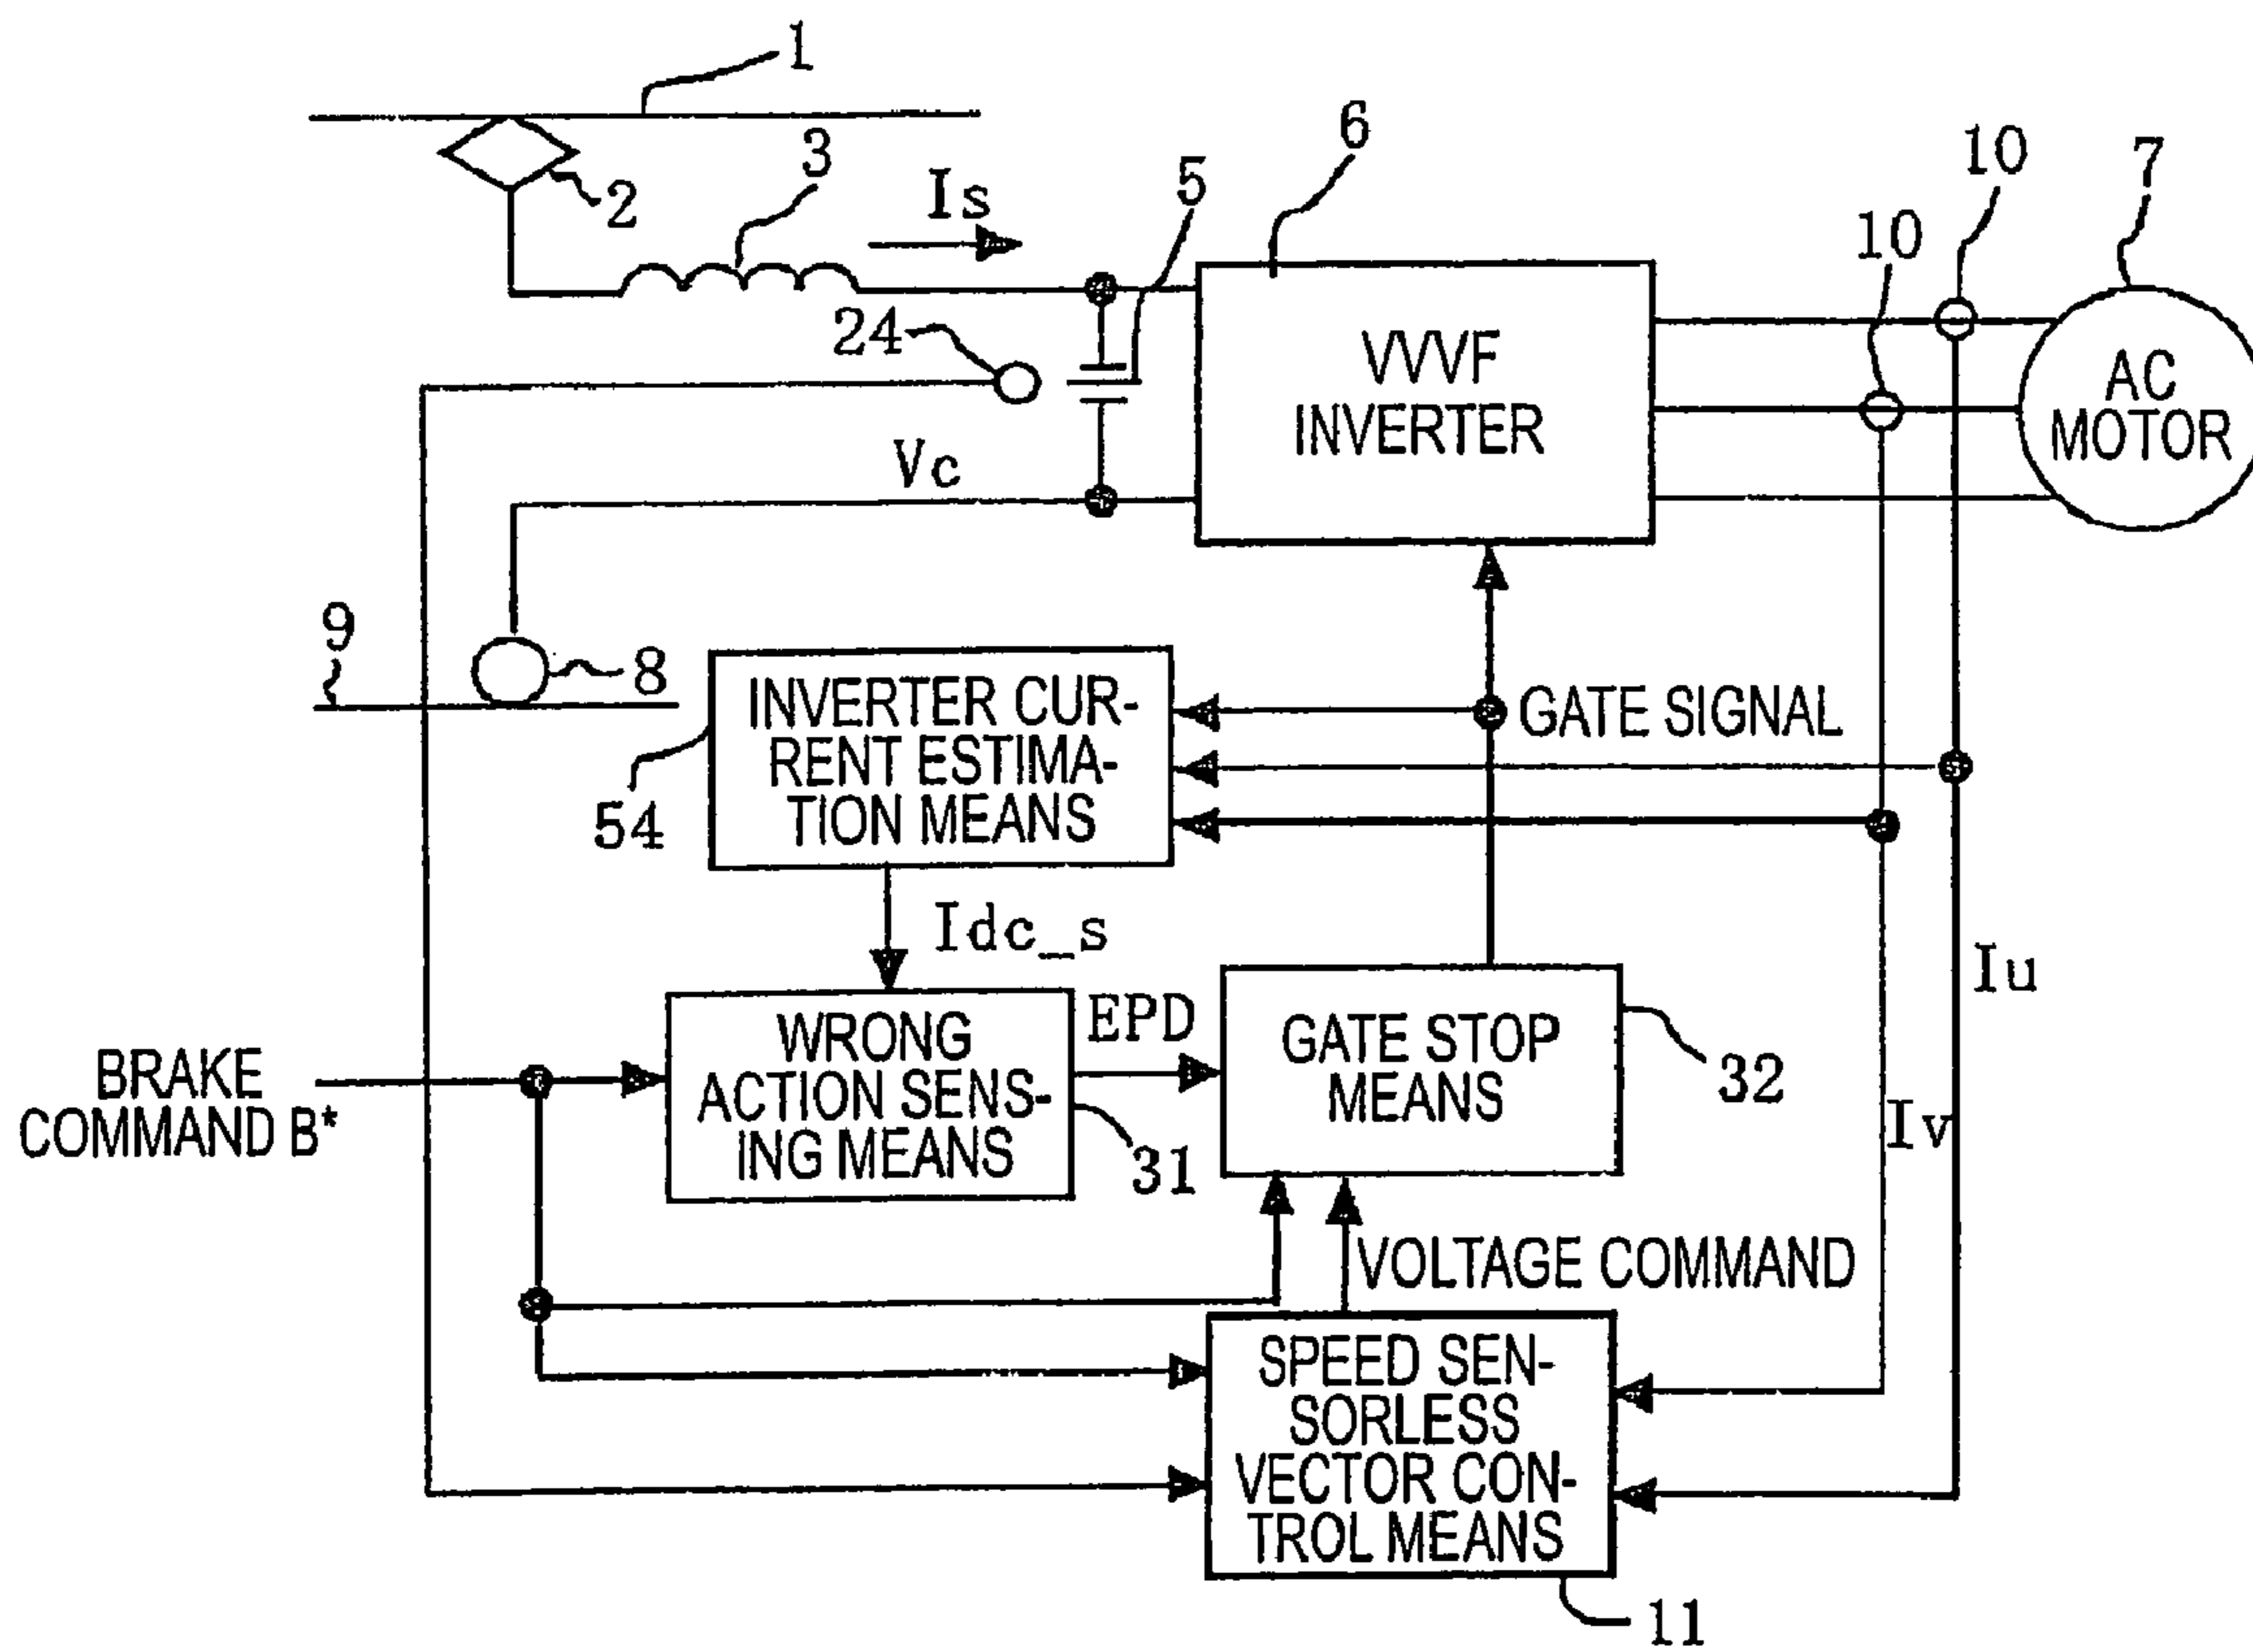 1
2
3
Is
5
6
10
10
7
24
VVVF
INVERTER
AC
MOTOR
Vc
9
8
INVERTER CUR-
RENT ESTIMA-
TION MEANS
54
GATE SIGNAL
Idc_s
Iu
Iv
BRAKE
COMMAND B*
WRONG
ACTION SENS-
ING MEANS
31
EPD
GATE STOP
MEANS
32
VOLTAGE COMMAND
SPEED SEN-
SORLESS
VECTOR CON-
TROL MEANS
11